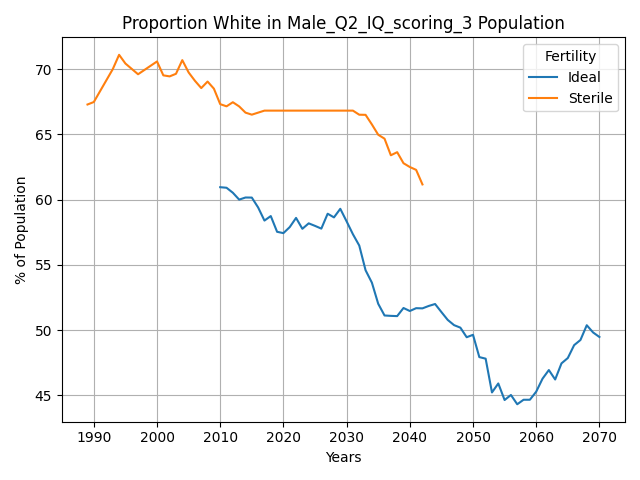 Proportion White in Male_Q2_IQ_scoring_3 Population
Fertility
Ideal
Sterile
% of Population
70
65
60
55
50
45
1990 2000 2010 2020 2030 2040 2050 2060 2070
Years